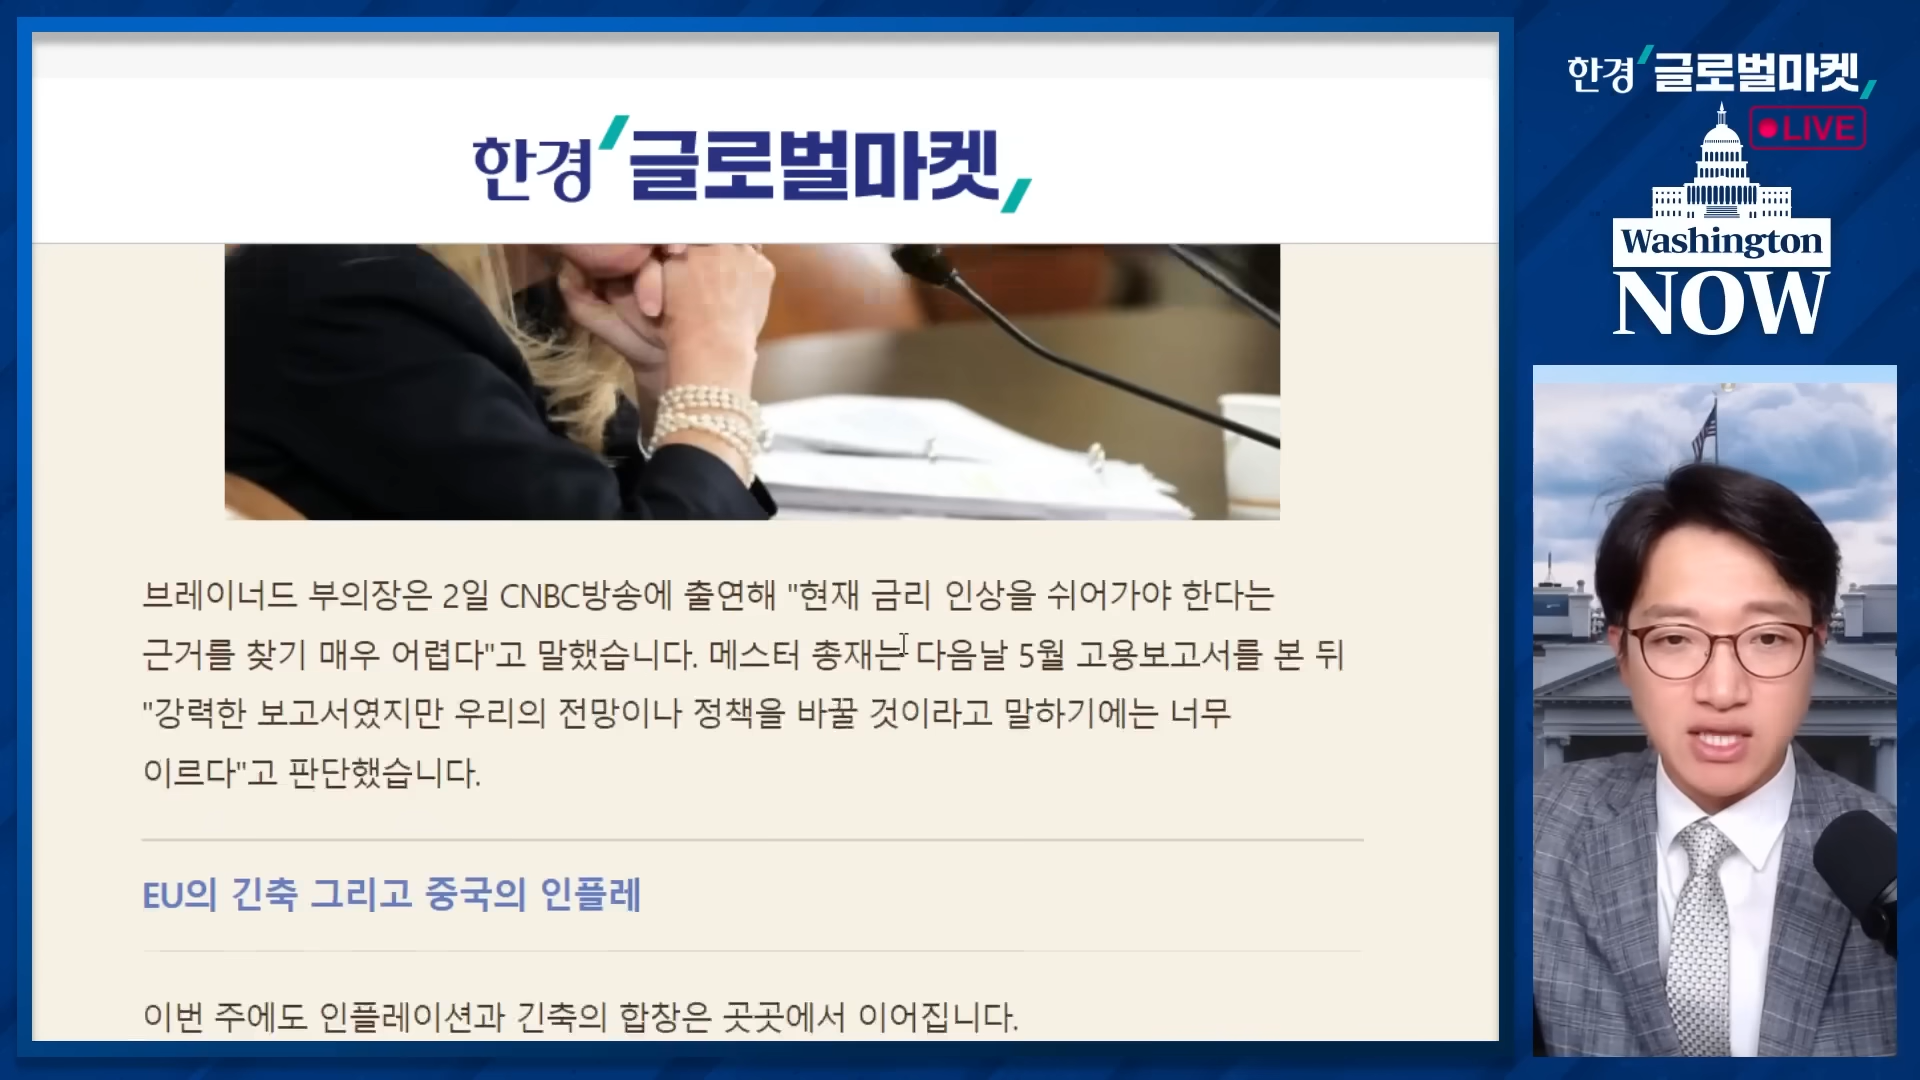 한경 글로벌마켓
브레이너드 부의장은 2일 CNBC방송에 출연해 "현재 금리 인상을 쉬어가야 한다는
근거를 찾기 매우 어렵다"고 말했습니다. 메스터 총재는 다음날 5월 고용보고서를 본 뒤
"강력한 보고서였지만 우리의 전망이나 정책을 바꿀 것이라고 말하기에는 너무
이르다"고 판단했습니다.
EU의 긴축 그리고 중국의 인플레
이번 주에도 인플레이션과 긴축의 합창은 곳곳에서 이어집니다.
한경 글로벌마켓
LIVE
Washington
NOW